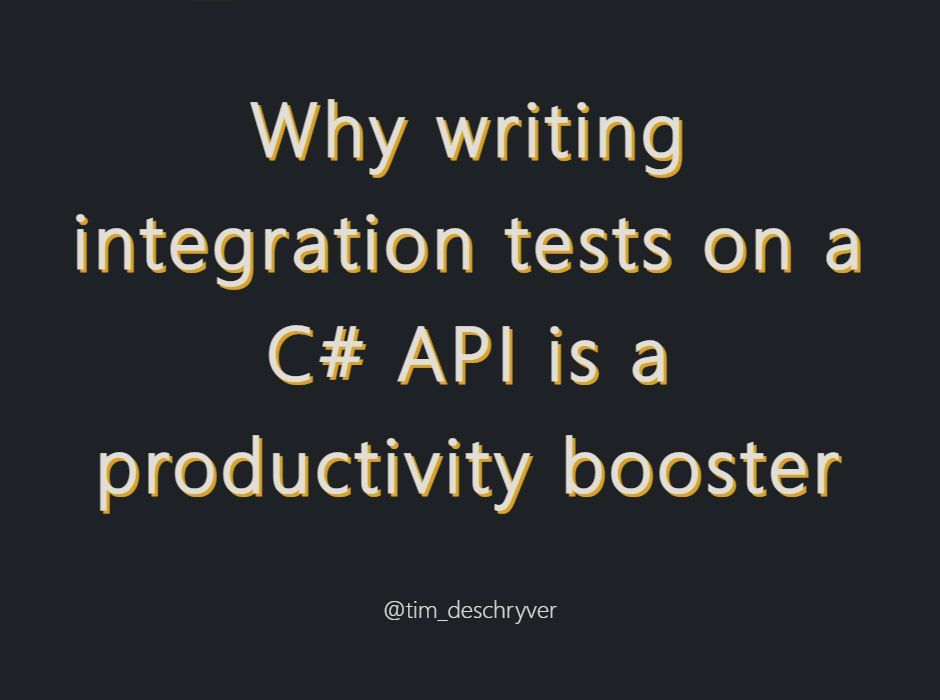 Why writing
integration tests on a
C# API is a
productivity booster
@tim_deschryver